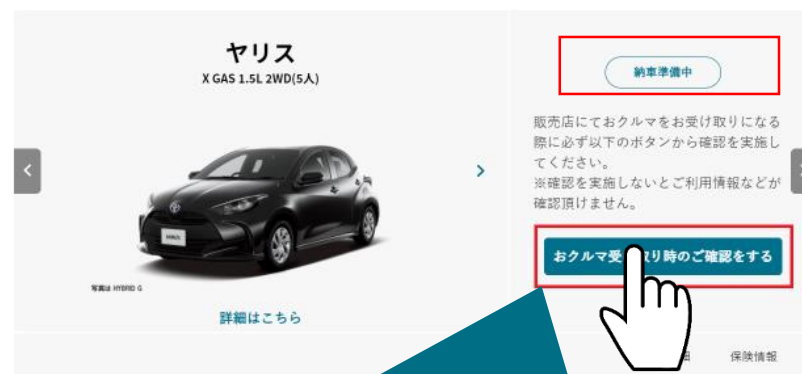 ヤリス
X GAS 1.5L 2WD(5人)
納車準備中
販売店にておクルマをお受け取りになる
際に必ず以下のボタンから確認を実施し
てください。
※確認を実施しないとご利用情報などが
確認頂けません。
おクルマ受け取り時のご確認をする
写真は HYBRID G
詳細はこちら
保険情報